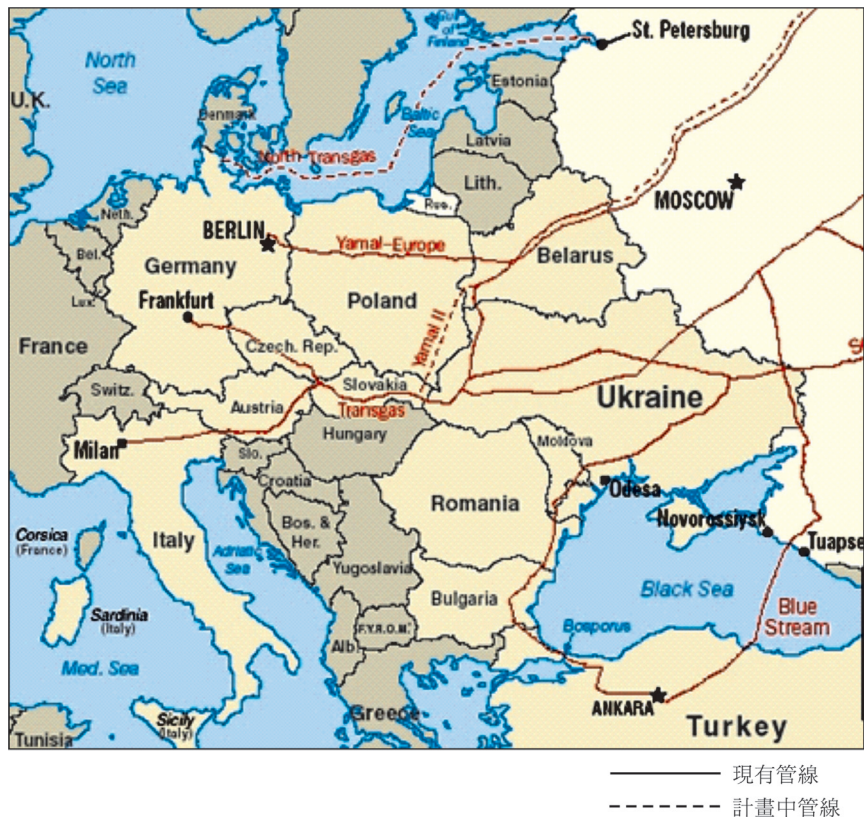 Gulf
of
Finland
St. Petersburg
North
Sea
Estonia
U.K.
Denmark
Baltic
Sea
Latvia
North Transgas
Lith.
MOSCOW
Rus.
Neth.
BERLIN
Yamal-Europe
Bel.
Germany
Belarus
Lux.
Frankfurt
Poland
Yamal II
France
Czech. Rep.
Switz.
Slovakia
Austria
Transgas
Ukraine
Hungary
Milan
Moldova
Slo.
Croatia
Odesa
Romania
Corsica
(France)
Italy
Bos. &
Her.
Novorossiysk
Tuapse
Adriatic
Sea
Yugoslavia
Black Sea
Bulgaria
Sardinia
(Italy)
Blue
Stream
F.Y.R.O.M.
Bosporus
Alb.
Med. Sea
ANKARA
Greece
Sicily
(Italy)
Turkey
Tunisia
現有管線
計畫中管線